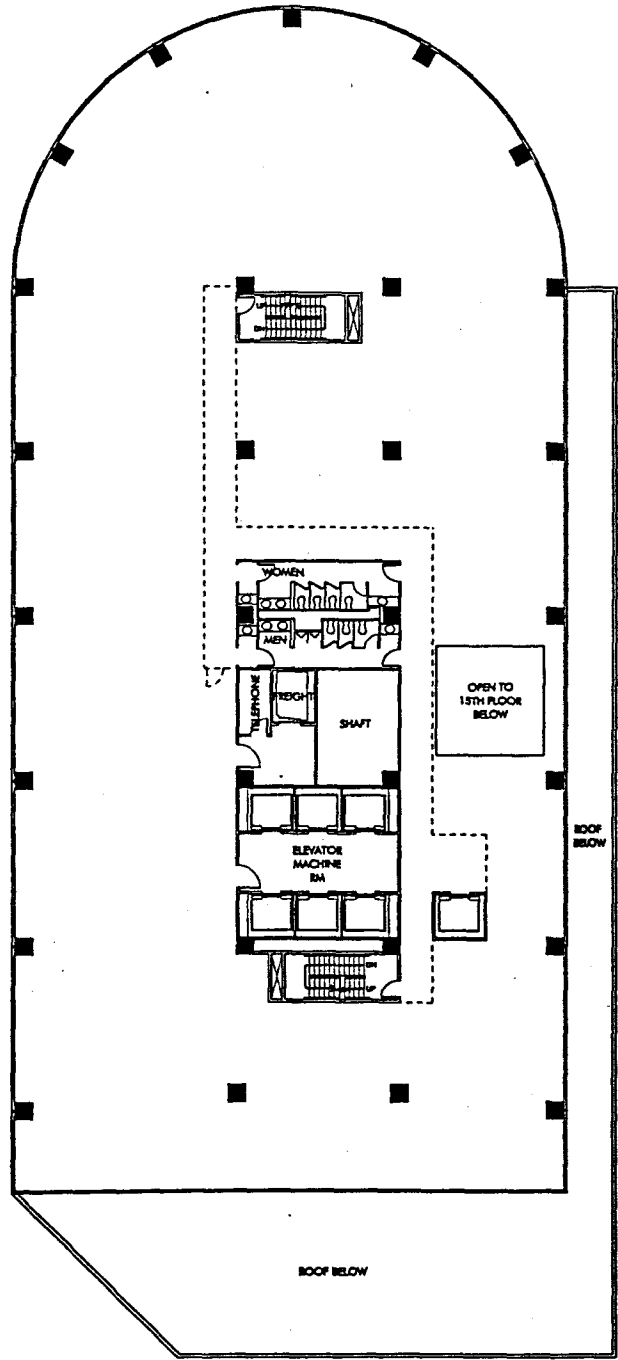 UP
DN
WOMEN
MEN
TELEPHONE
FREIGHT
SHAFT
OPEN TO
15TH FLOOR
BELOW
ELEVATOR
MACHINE
RM
ROOF
BELOW
DN
UP
ROOF BELOW